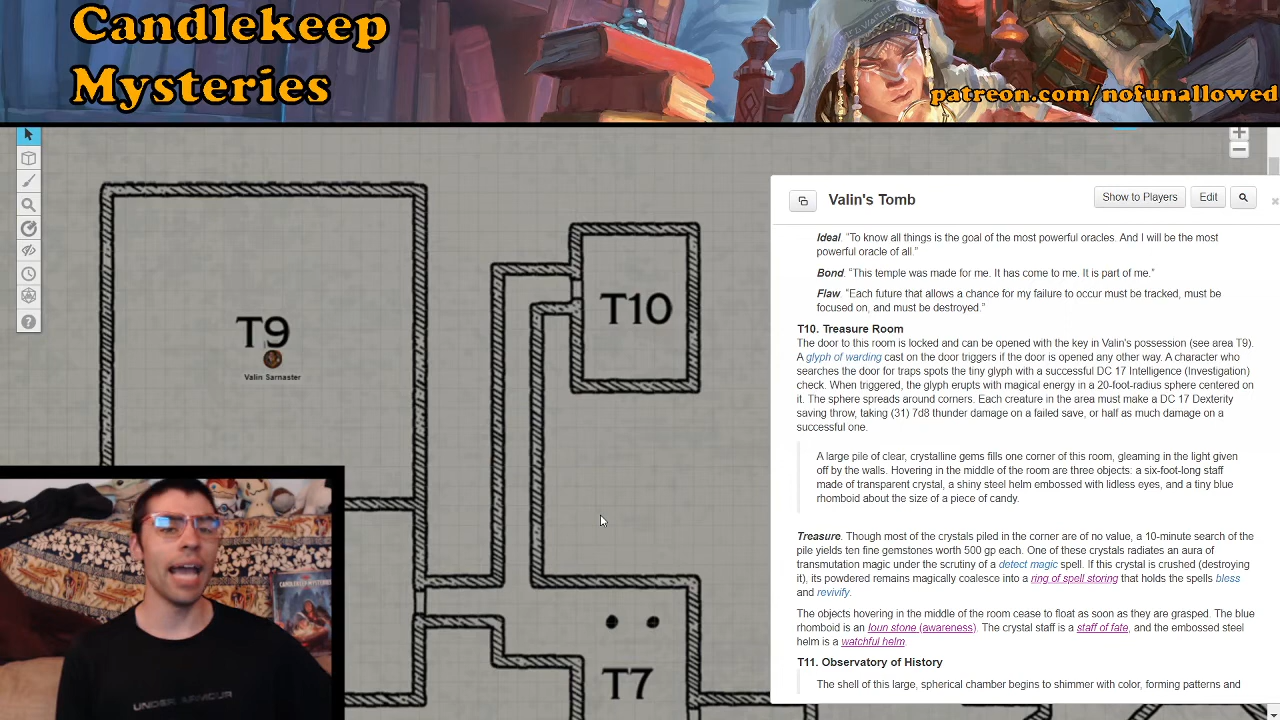 Candlekeep
Mysteries
patreon.com/nofunallowed
T9
Valin Sarnaster
T10
T7
UNDER ARMOUR
CANDLEKEEP
Valin's Tomb
Show to Players
Edit
Ideal. “To know all things is the goal of the most powerful oracles. And I will be the most
powerful oracle of all.”
Bond. “This temple was made for me. It has come to me. It is part of me.”
Flaw. “Each future that allows a chance for my failure to occur must be tracked, must be
focused on, and must be destroyed.”
T10. Treasure Room
The door to this room is locked and can be opened with the key in Valin's possession (see area T9).
A glyph of warding cast on the door triggers if the door is opened any other way. A character who
searches the door for traps spots the glyph with a successful DC 17 Intelligence (Investigation)
check. When triggered, the glyph erupts with magical energy in a 20-foot-radius sphere centered on
it. The sphere spreads around corners. Each creature in the area must make a DC 17 Dexterity
saving throw, taking (31) 7d8 thunder damage on a failed save, or half as much damage on a
successful one.
A large pile of clear, crystalline gems fills one corner of this room, gleaming in the light given
off by the walls. Hovering in the middle of the room are three objects: a six-foot-long staff
made of transparent crystal, a shiny steel helm embossed with lidless eyes, and a tiny blue
rhomboid about the size of a piece of candy.
Treasure. Though most of the crystals piled in the corner are of no value, a 10-minute search of the
pile yields ten fine gemstones worth 500 gp each. One of these crystals radiates an aura of
transmutation magic under the scrutiny of a detect magic spell. If this crystal is crushed (destroying
it), its powdered remains magically coalesce into a ring of spell storing that holds the spells bless
and revivify.
The objects hovering in the middle of the room cease to float as soon as they are grasped. The blue
rhomboid is an Ioun stone (awareness). The crystal staff is a staff of fate, and the embossed steel
helm is a watchful helm.
T11. Observatory of History
The shell of this large, spherical chamber begins to shimmer with color, forming patterns and